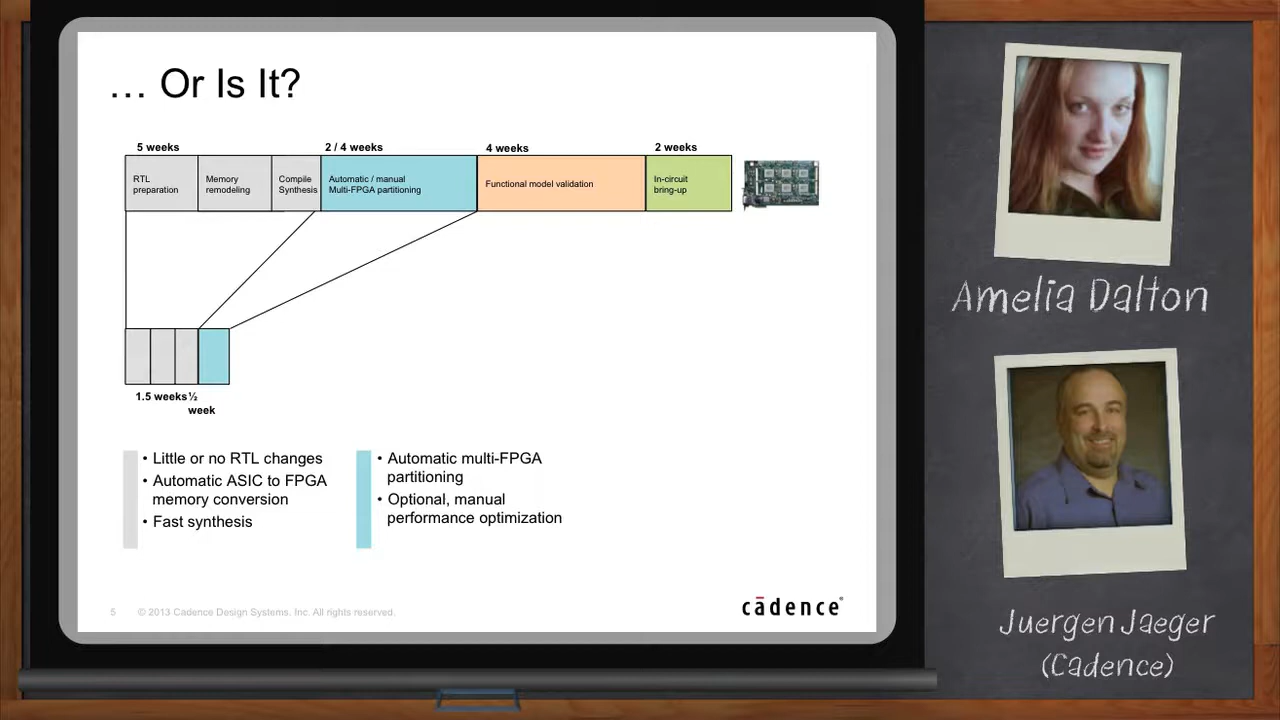 … Or Is It?
5 weeks
2 / 4 weeks
4 weeks
2 weeks
RTL
preparation
Memory
remodeling
Compile
Synthesis
Automatic / manual
Multi-FPGA partitioning
Functional model validation
In-circuit
bring-up
1.5 weeks
½
week
• Little or no RTL changes
• Automatic ASIC to FPGA
memory conversion
• Fast synthesis
• Automatic multi-FPGA
partitioning
• Optional, manual
performance optimization
5
© 2013 Cadence Design Systems. Inc. All rights reserved.
cādence®
Amelia Dalton
Juergen Jaeger
(Cadence)